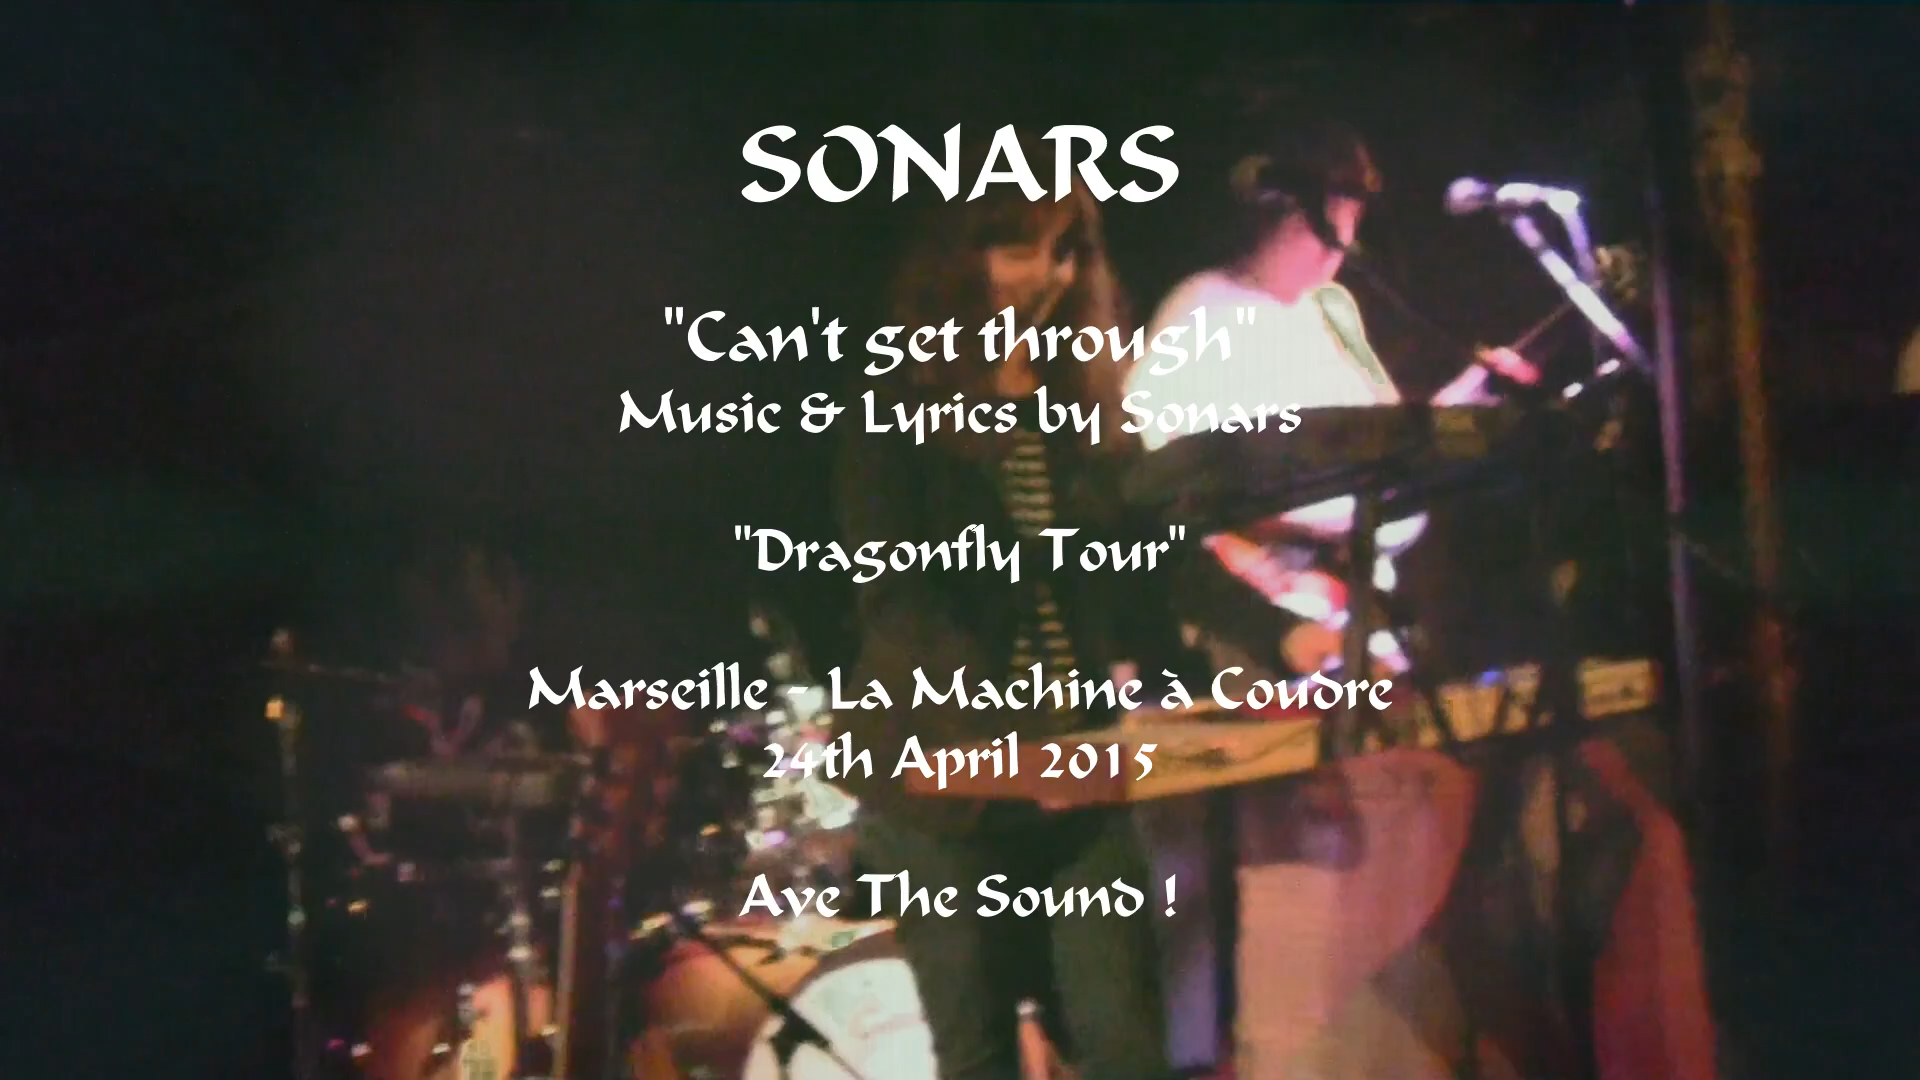 SONARS
"Can't get through"
Music & Lyrics by Sonars
"Dragonfly Tour"
Marseille - La Machine à Coudre
24th April 2015
Ave The Sound !